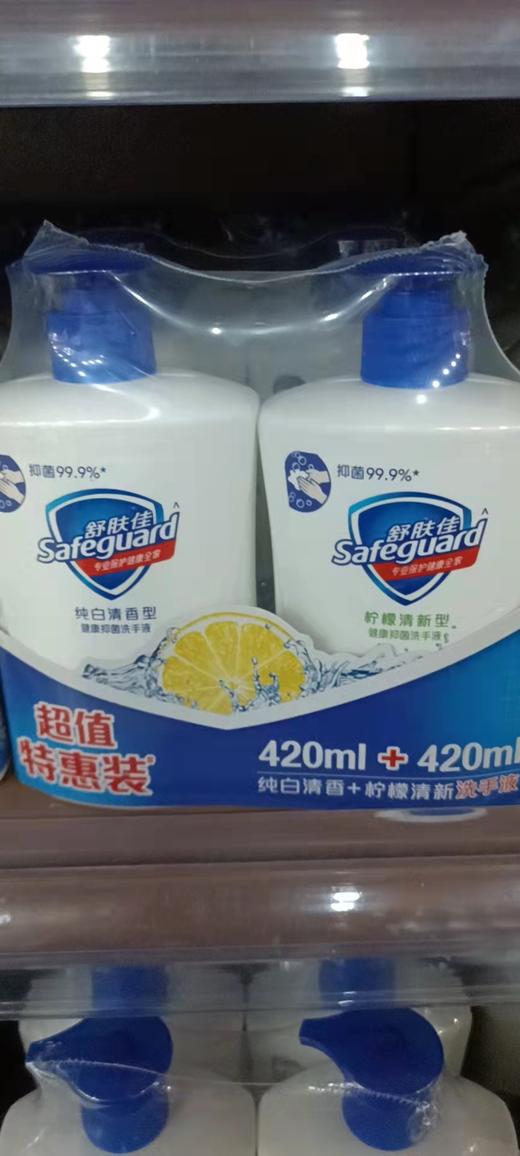 抑菌99.9%*
舒肤佳
Safeguard^
专业保护健康全家
纯白清香型
健康抑菌洗手液
抑菌99.9%*
舒肤佳
Safeguard^
专业保护健康全家
柠檬清新型
健康抑菌洗手液
超值
特惠装
420ml + 420ml
纯白清香+柠檬清新洗手液